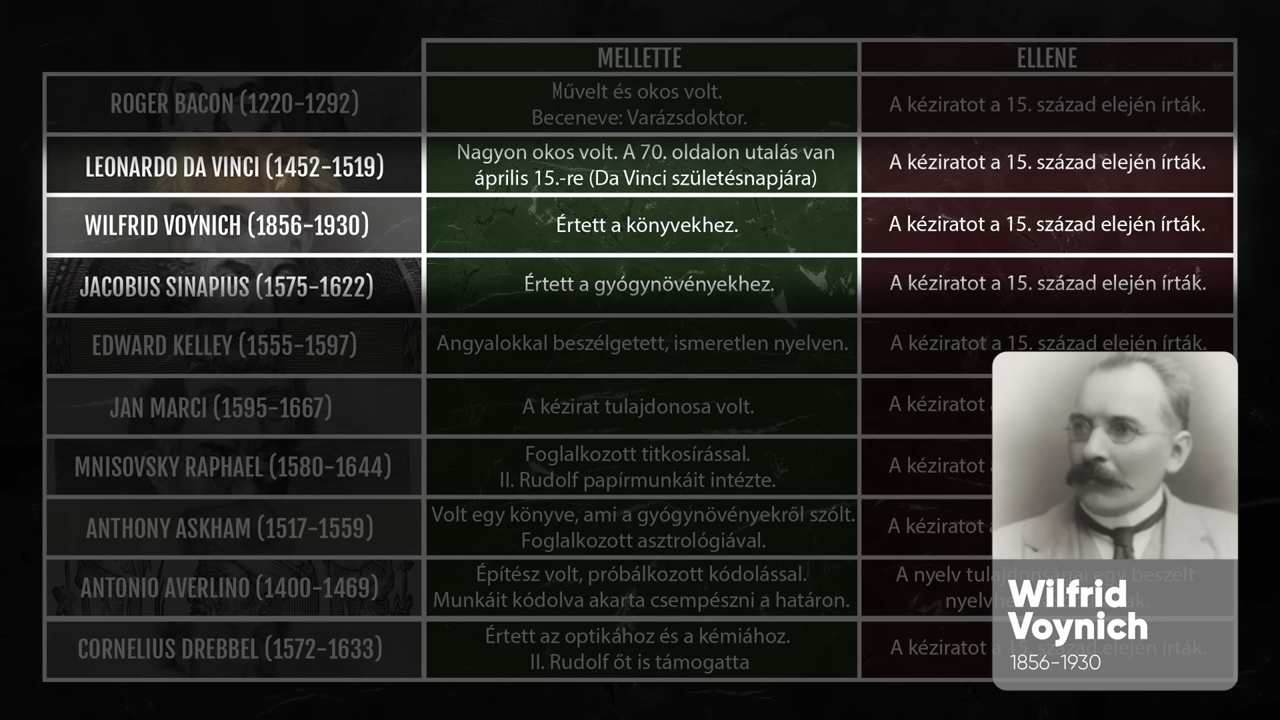 MELLETTE
ELLENE
ROGER BACON (1220-1292)
Művelt és okos volt.
Beceneve: Varázsdoktor.
A kéziratot a 15. század elején írták.
LEONARDO DA VINCI (1452-1519)
Nagyon okos volt. A 70. oldalon utalás van
április 15.-re (Da Vinci születésnapjára)
A kéziratot a 15. század elején írták.
WILFRID VOYNICH (1856-1930)
Értett a könyvekhez.
A kéziratot a 15. század elején írták.
JACOBUS SINAPIUS (1575-1622)
Értett a gyógynövényekhez.
A kéziratot a 15. század elején írták.
EDWARD KELLEY (1555-1597)
Angyalokkal beszélgetett, ismeretlen nyelven.
A kéziratot a 15. század elején írták.
JAN MARCI (1595-1667)
A kézirat tulajdonosa volt.
A kéziratot
MNISOVSKY RAPHAEL (1580-1644)
Foglalkozott titkosírással.
II. Rudolf papírmunkáit intézte.
A kéziratot
ANTHONY ASKHAM (1517-1559)
Volt egy könyve, ami a gyógynövényekről szólt.
Foglalkozott asztrológiával.
A kéziratot
ANTONIO AVERLINO (1400-1469)
Építész volt, próbálkozott kódolással.
Munkáit kódolva akarta csempészni a határon.
A nyelv tulajdonságai egy beszélt
CORNELIUS DREBBEL (1572-1633)
Értett az optikához és a kémiához.
II. Rudolf őt is támogatta
A kéziratot a 15. század elején írták.
Wilfrid
Voynich
1856-1930